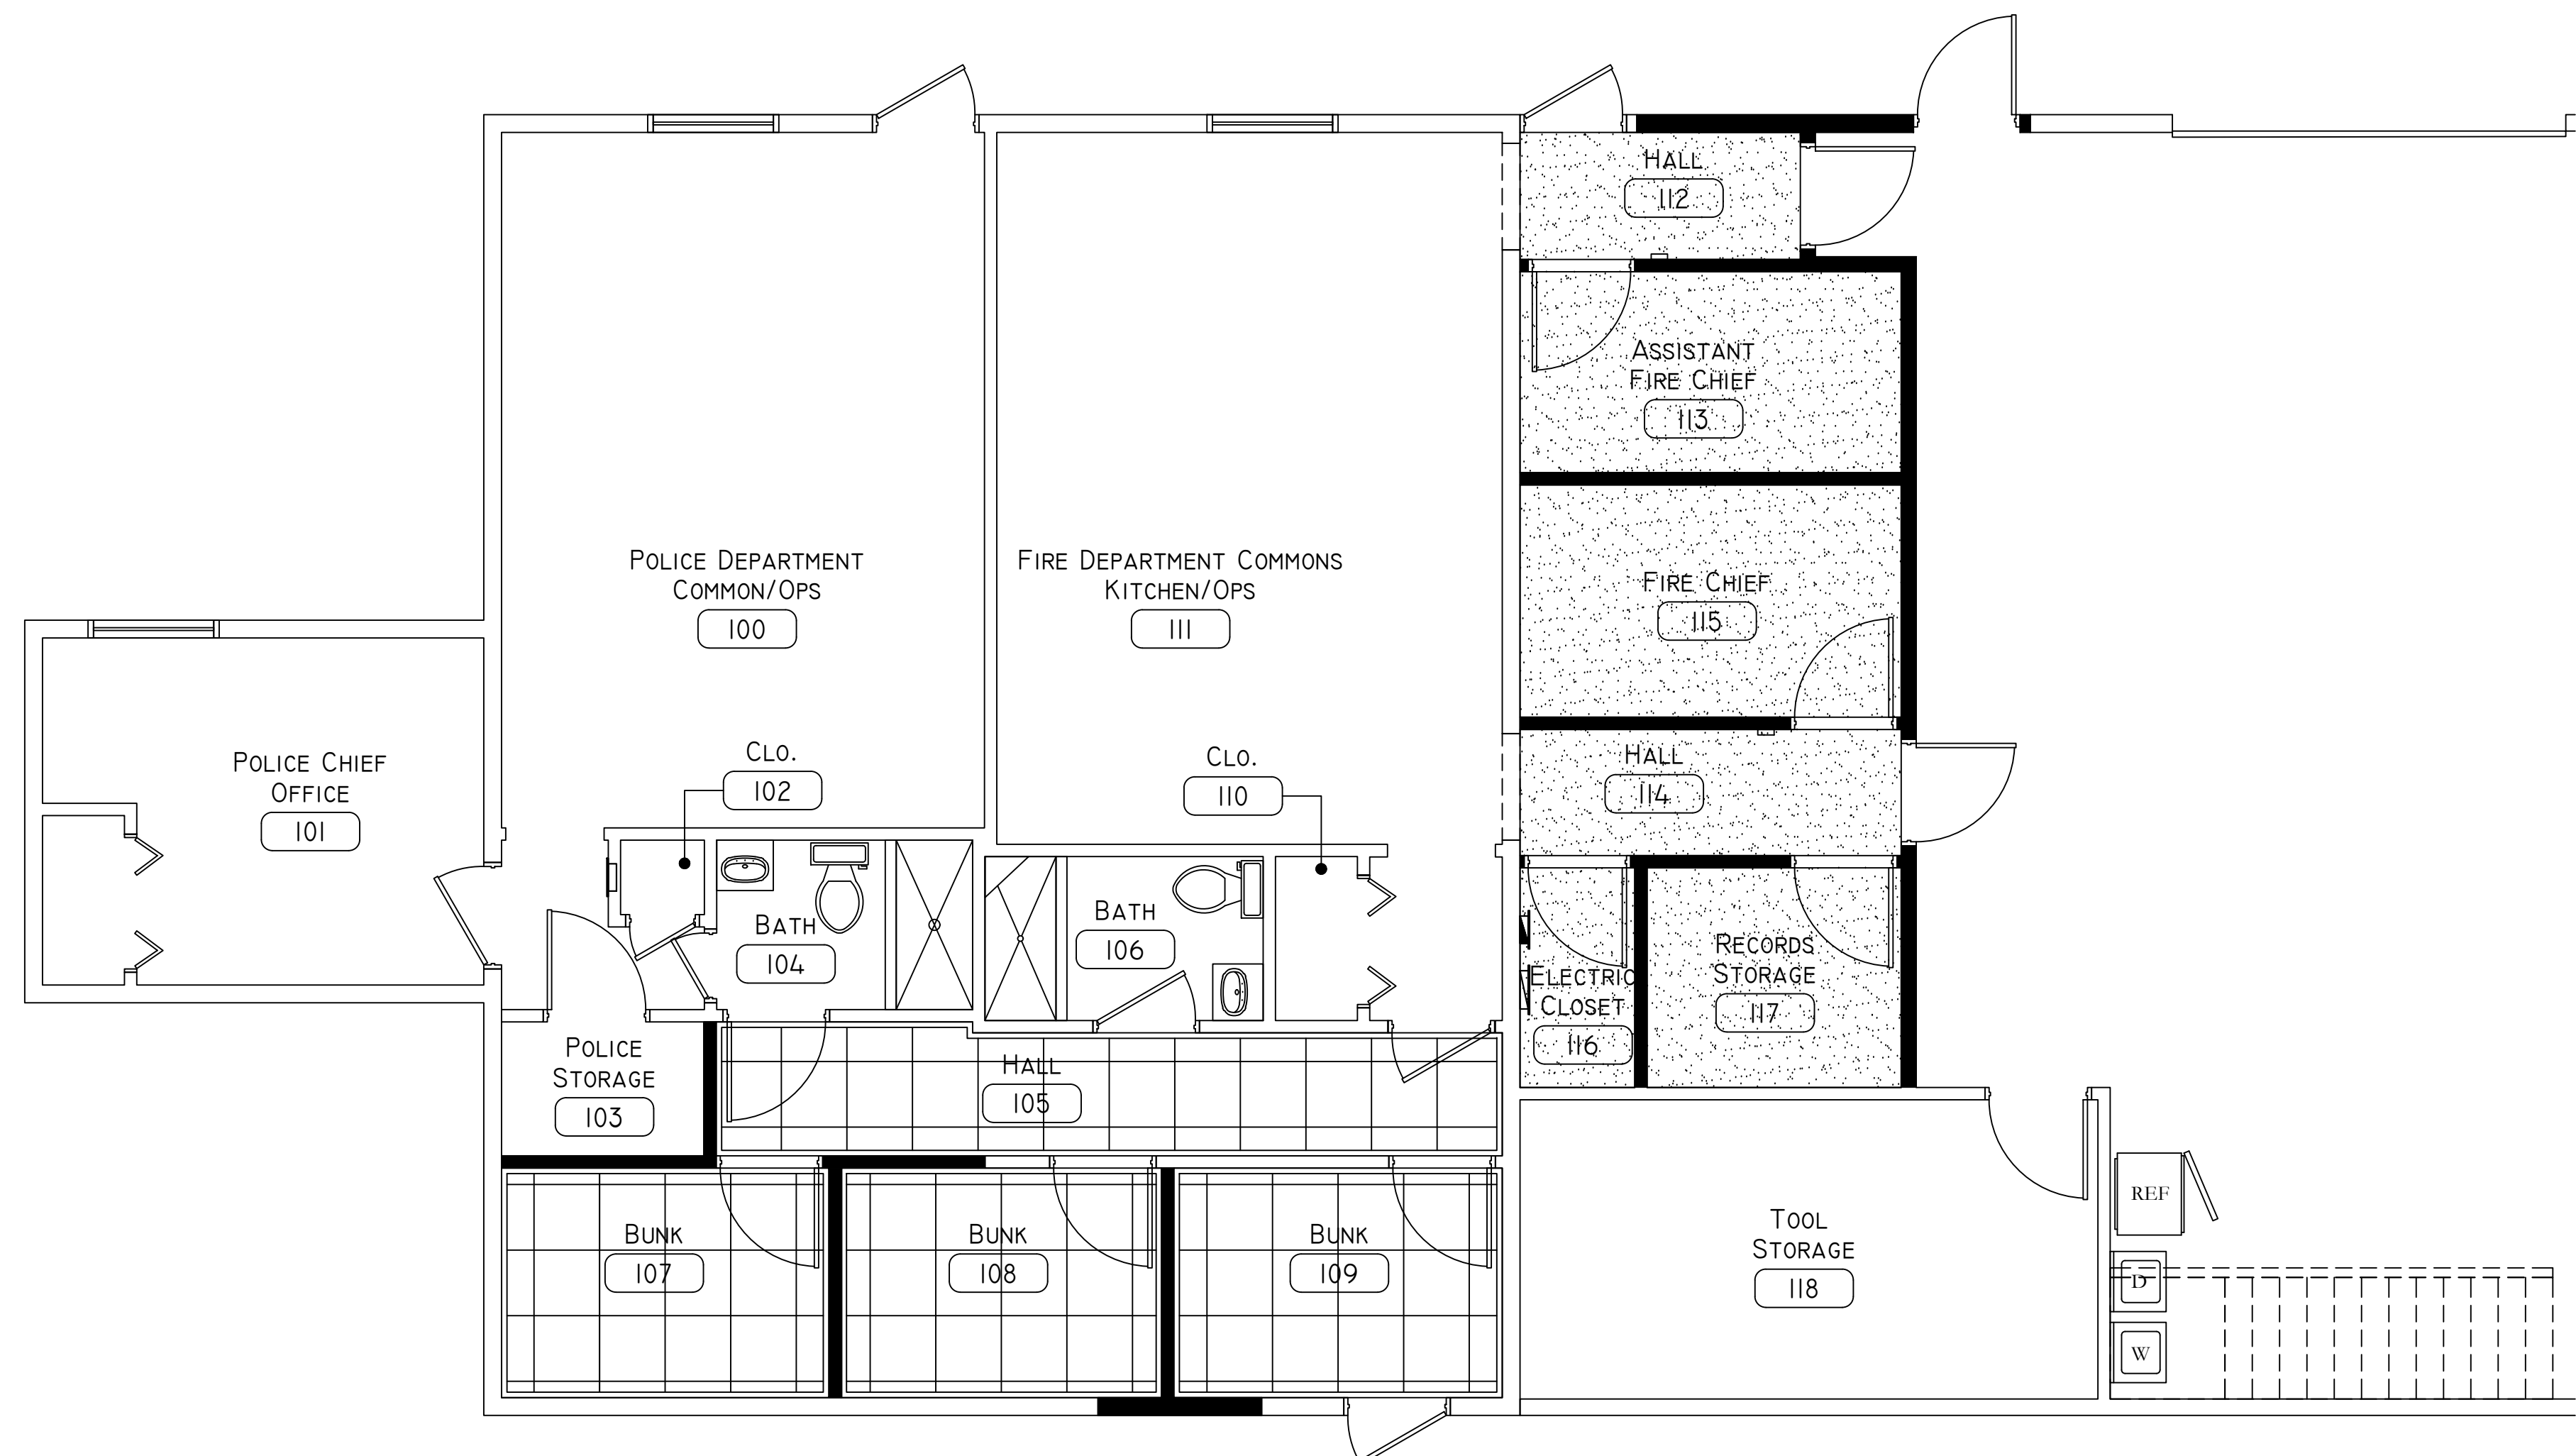 Hall
112
Assistant
Fire Chief
113
Police Department
Common/Ops
100
Fire Department Commons
Kitchen/Ops
111
Fire Chief
115
Police Chief
Office
101
Clo.
102
Clo.
110
Hall
114
Bath
104
Bath
106
Electric
Closet
116
Records
Storage
117
Police
Storage
103
Hall
105
Bunk
107
Bunk
108
Bunk
109
Tool
Storage
118
REF
D
W